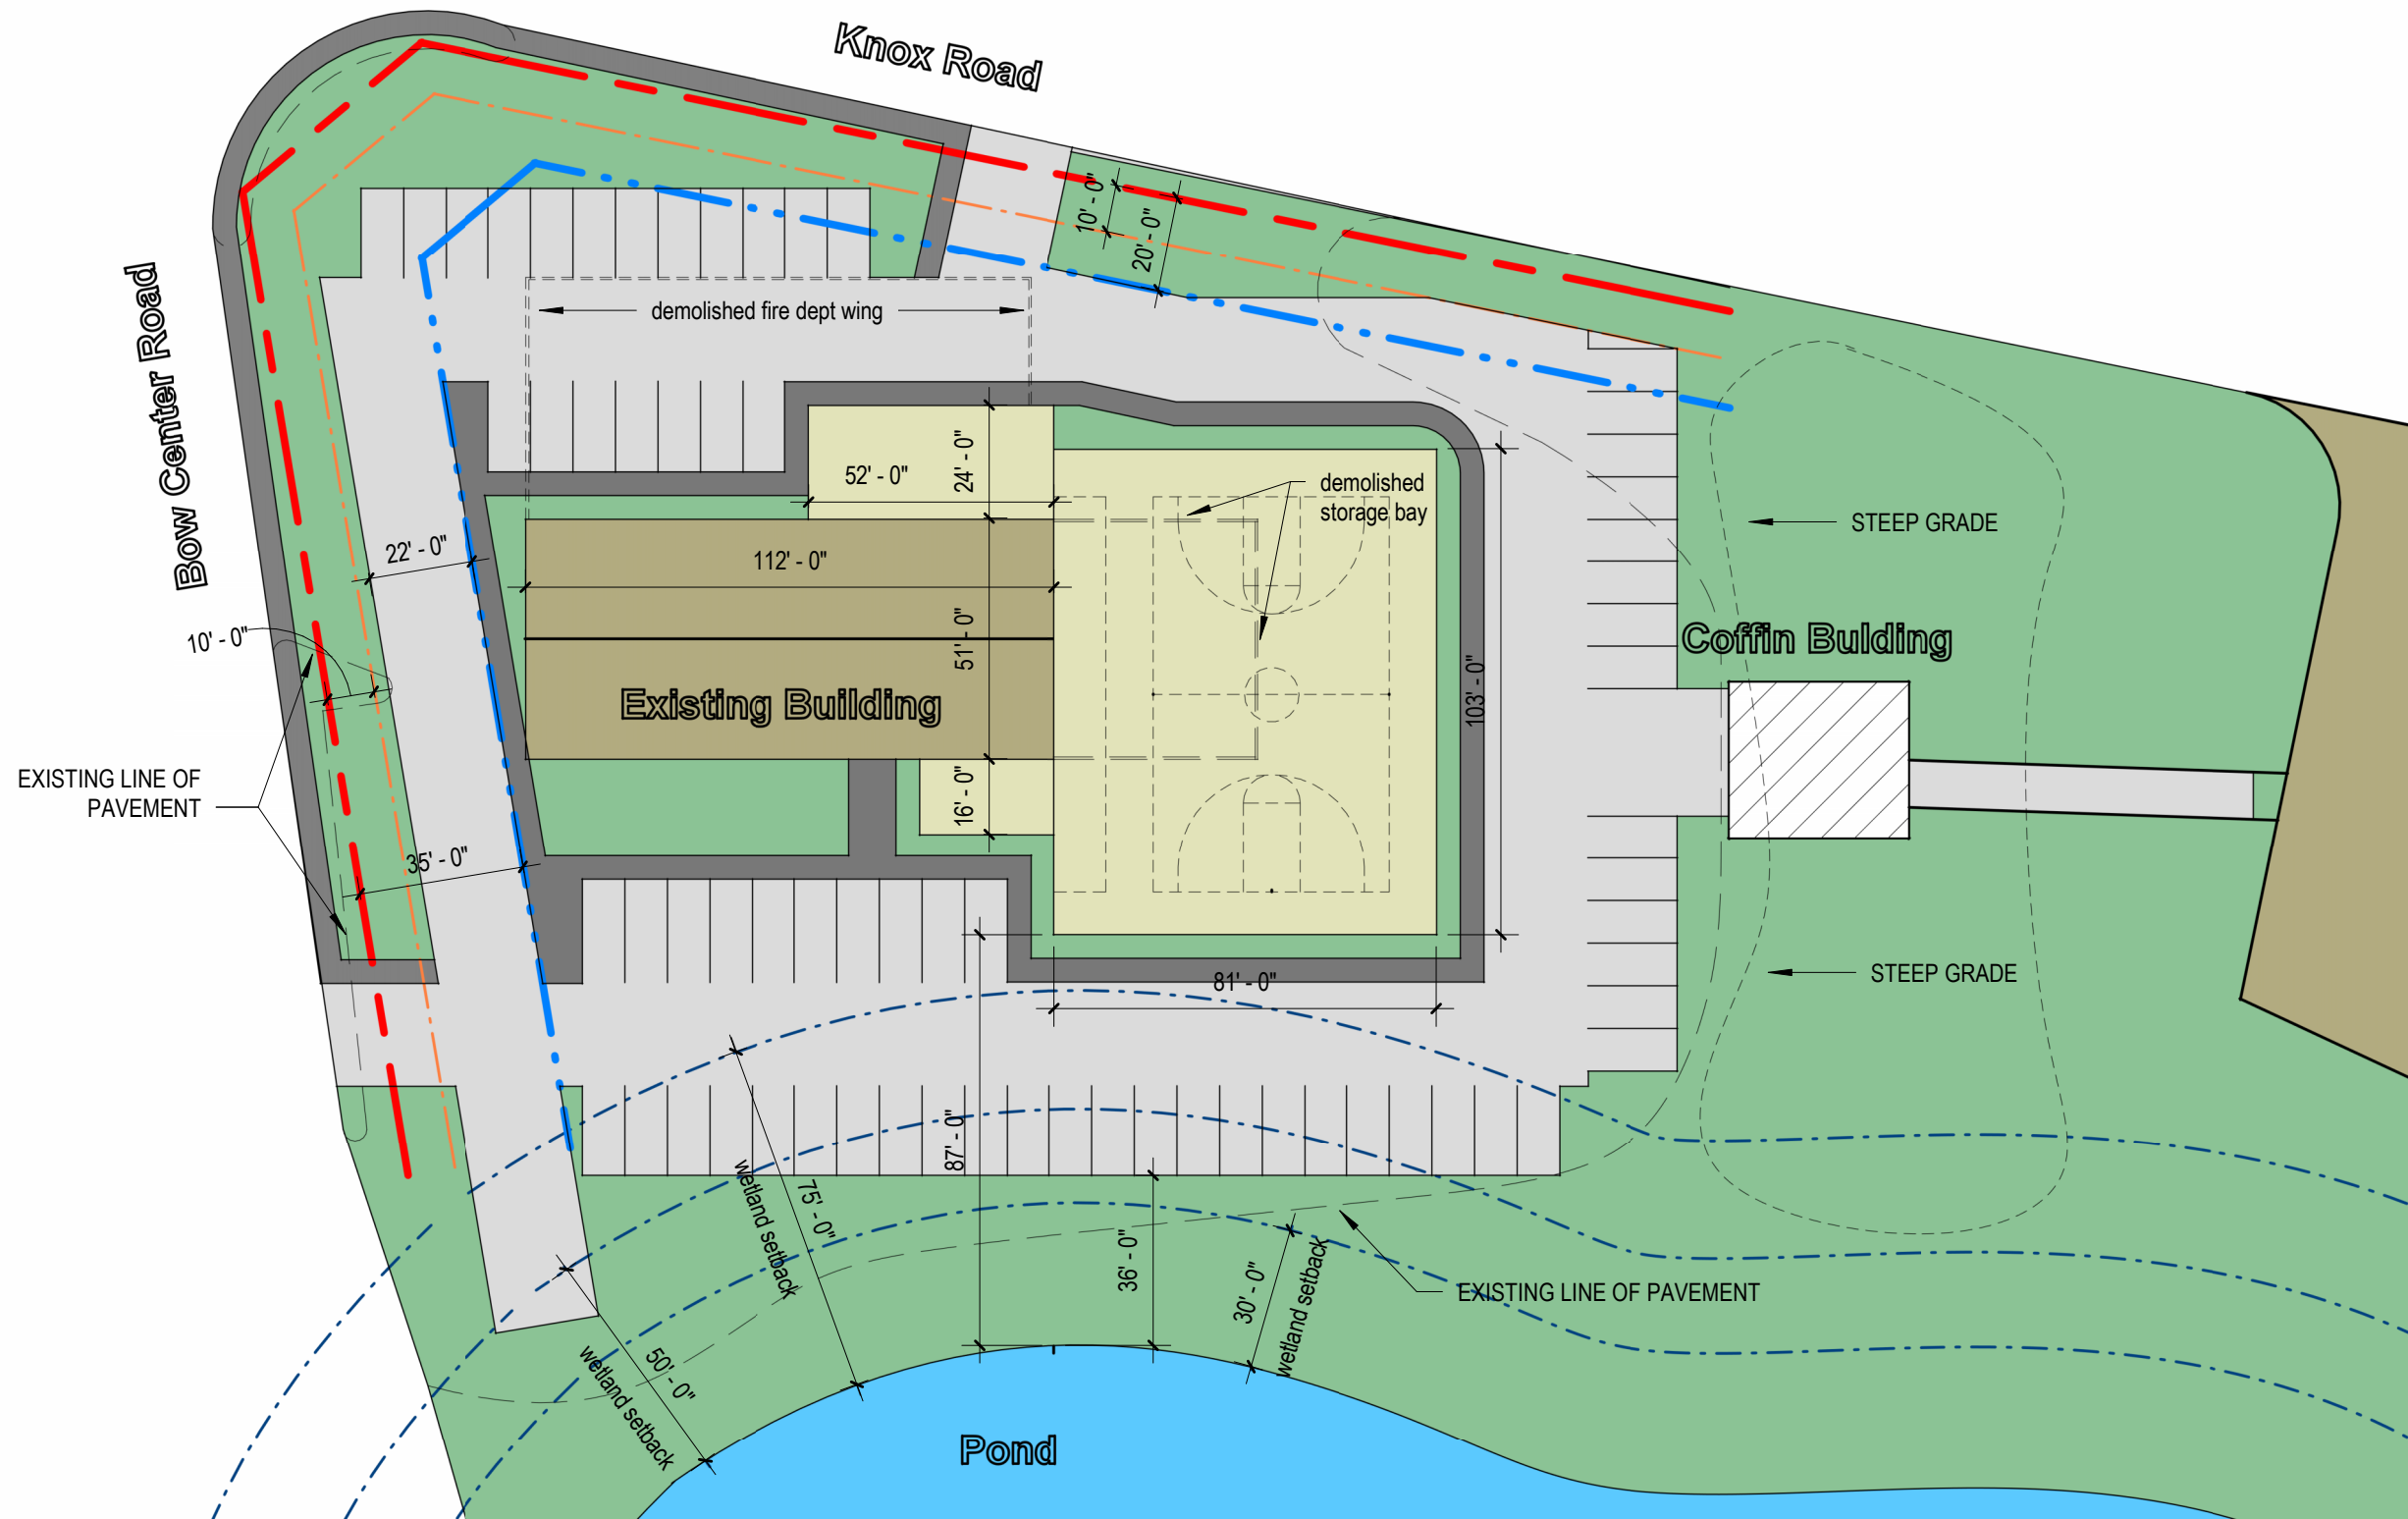 Knox Road
Bow Center Road
10' - 0"
20' - 0"
demolished fire dept wing
52' - 0"
24' - 0"
demolished
storage bay
STEEP GRADE
22' - 0"
112' - 0"
51' - 0"
10' - 0"
Existing Building
103' - 0"
Coffin Bulding
EXISTING LINE OF
PAVEMENT
16' - 0"
35' - 0"
STEEP GRADE
81' - 0"
87' - 0"
75' - 0"
wetland setback
36' - 0"
30' - 0"
wetland setback
EXISTING LINE OF PAVEMENT
50' - 0"
wetland setback
Pond